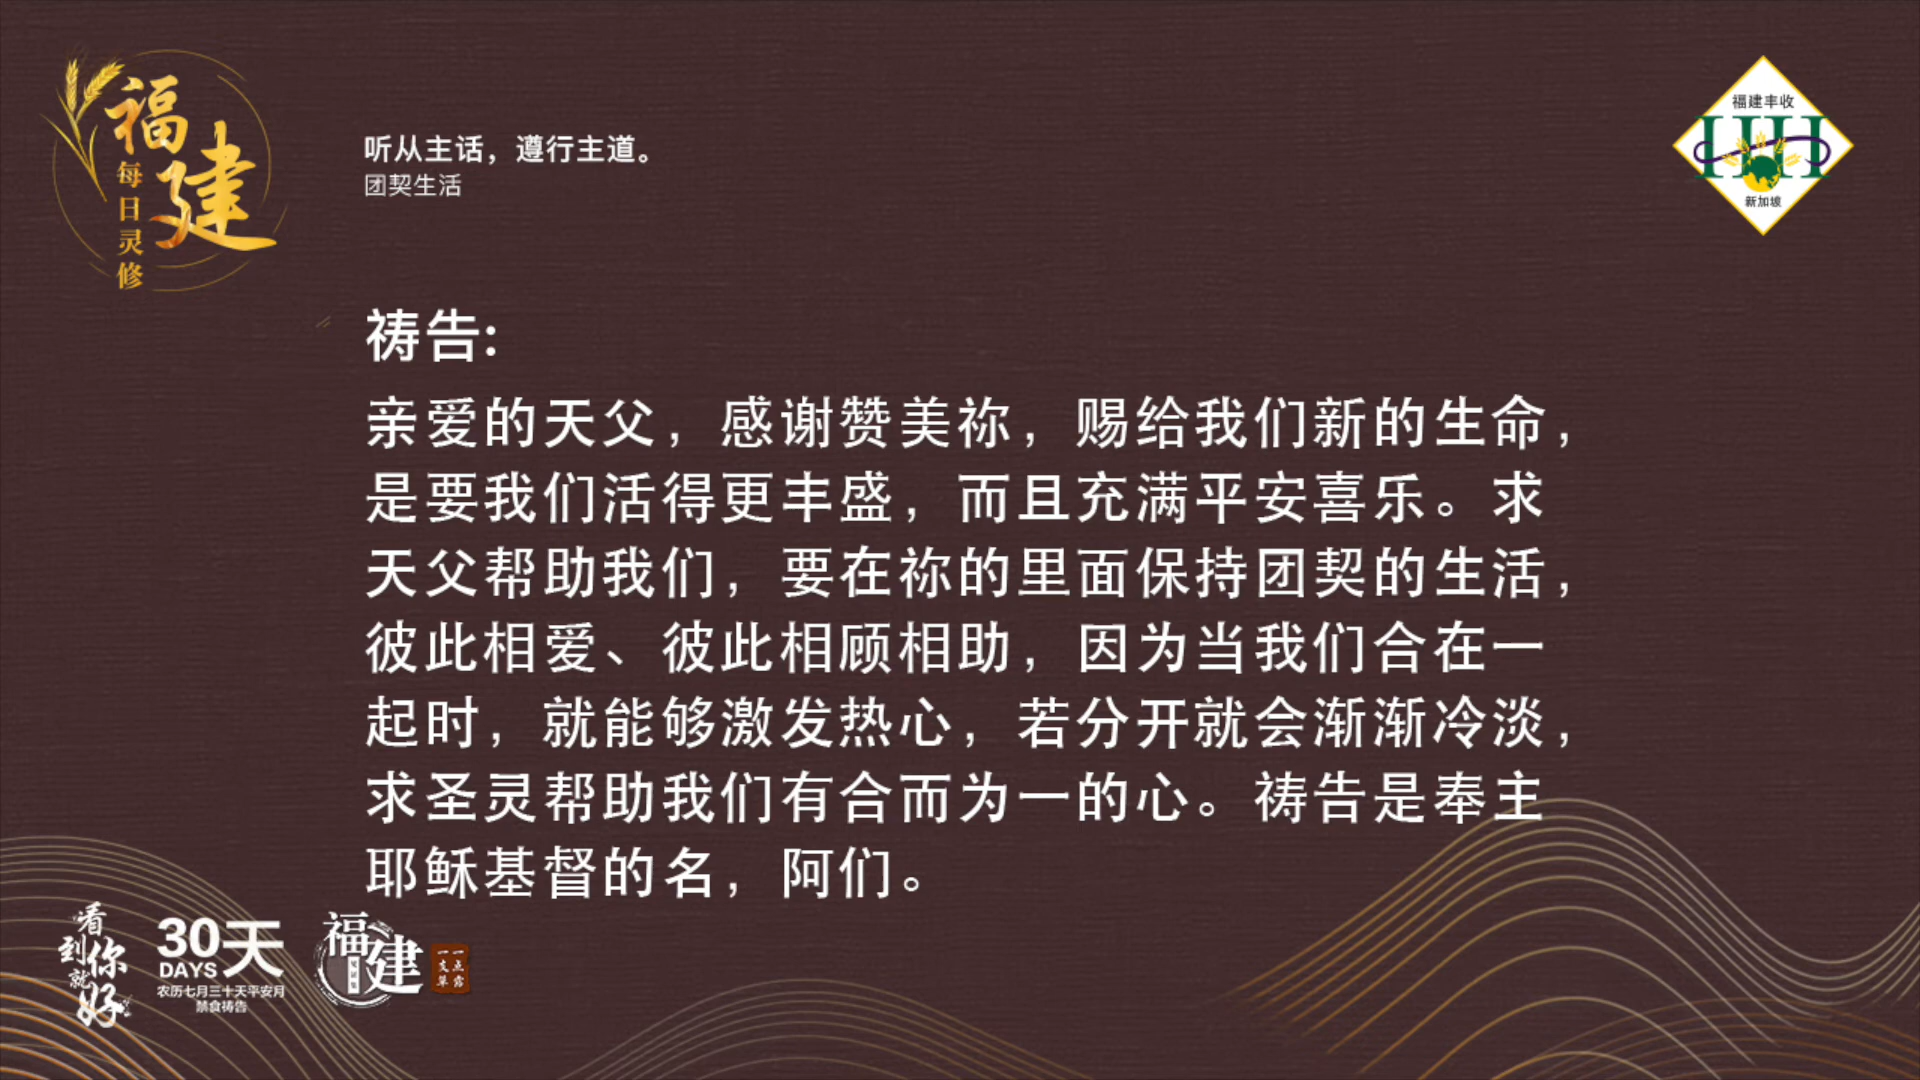 福建
每日灵修
听从主话，遵行主道。
团契生活
福建丰收
HH
新加坡
祷告:
亲爱的天父，感谢赞美祢，赐给我们新的生命，
是要我们活得更丰盛，而且充满平安喜乐。求
天父帮助我们，要在祢的里面保持团契的生活，
彼此相爱、彼此相顾相助，因为当我们合在一
起时，就能够激发热心，若分开就会渐渐冷淡，
求圣灵帮助我们有合而为一的心。祷告是奉主
耶稣基督的名，阿们。
看到你就好
30天
DAYS
农历七月三十天平安月
禁食祷告
福建
一点露
一支草